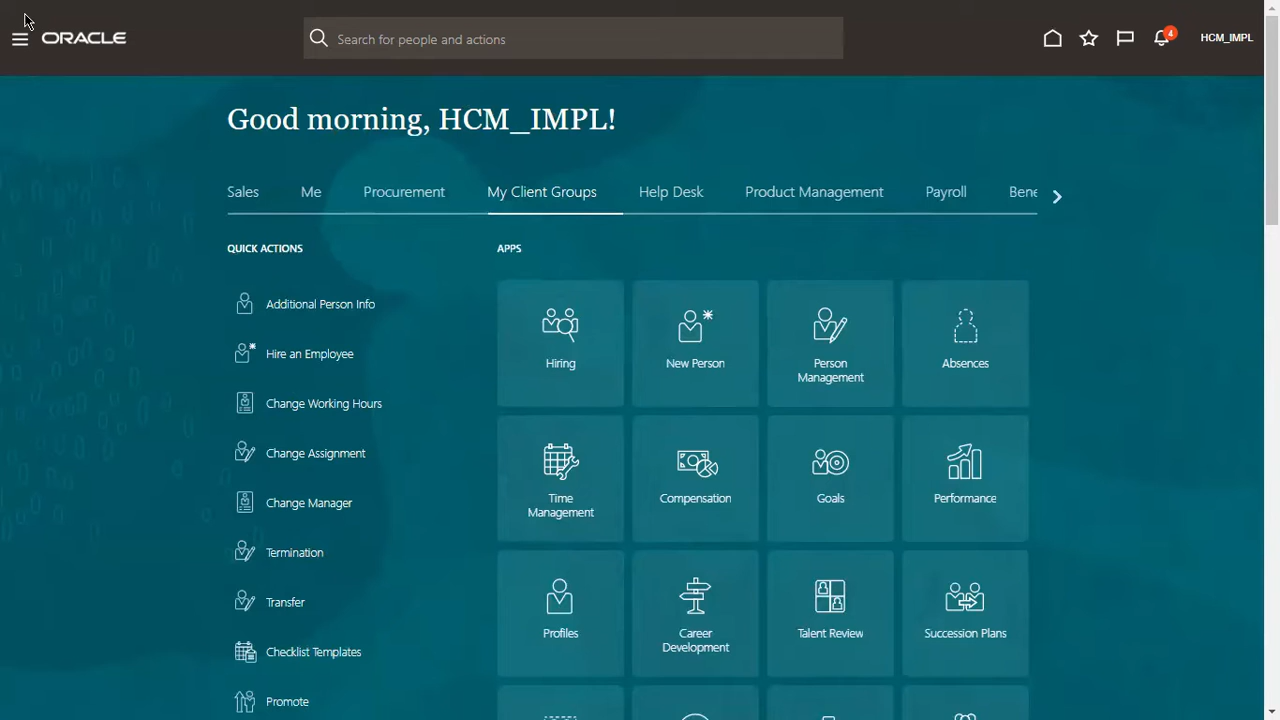 ORACLE
Search for people and actions
4
HCM_IMPL
Good morning, HCM_IMPL!
Sales
Me
Procurement
My Client Groups
Help Desk
Product Management
Payroll
Bene
QUICK ACTIONS
APPS
Additional Person Info
Hire an Employee
Change Working Hours
Change Assignment
Change Manager
Termination
Transfer
Checklist Templates
Promote
Hiring
New Person
Person
Management
Absences
Time
Management
Compensation
Goals
Performance
Profiles
Career
Development
Talent Review
Succession Plans